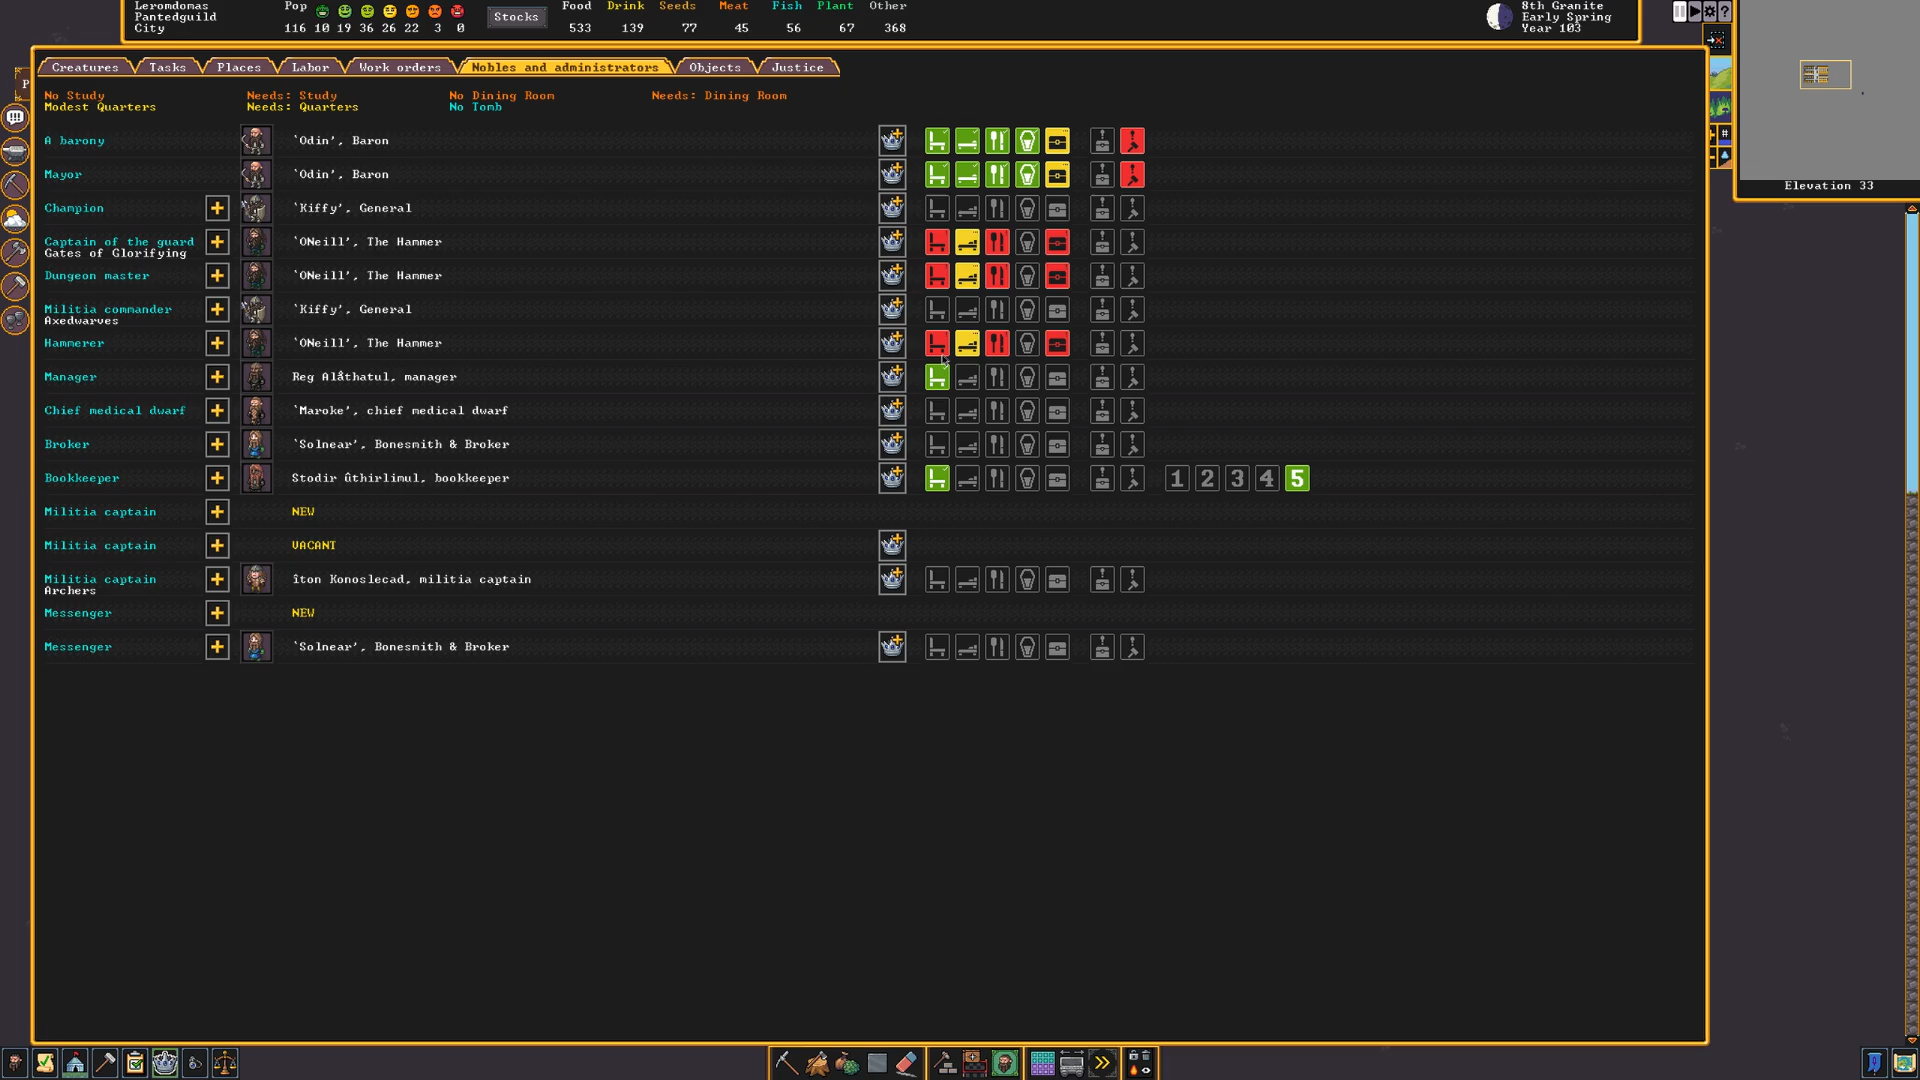 Leromdomas
Pantedguild
City
Pop
116 10 19 36 26 22 3 0
Stocks
Food Drink Seeds Meat Fish Plant Other
533 139 77 45 56 67 368
8th Granite
Early Spring
Year 103
Elevation 33
Creatures Tasks Places Labor Work orders Nobles and administrators Objects Justice
No Study Needs: Study No Dining Room Needs: Dining Room
Modest Quarters Needs: Quarters No Tomb
A barony `Odin', Baron
Mayor `Odin', Baron
Champion `Kiffy', General
Captain of the guard `ONeill', The Hammer
Gates of Glorifying
Dungeon master `ONeill', The Hammer
Militia commander `Kiffy', General
Axedwarves
Hammerer `ONeill', The Hammer
Manager Reg Alåthatul, manager
Chief medical dwarf `Maroke', chief medical dwarf
Broker `Solnear', Bonesmith & Broker
Bookkeeper Stodir ûthirlimul, bookkeeper 1 2 3 4 5
Militia captain NEW
Militia captain VACANT
Militia captain îton Konoslecad, militia captain
Archers
Messenger NEW
Messenger `Solnear', Bonesmith & Broker